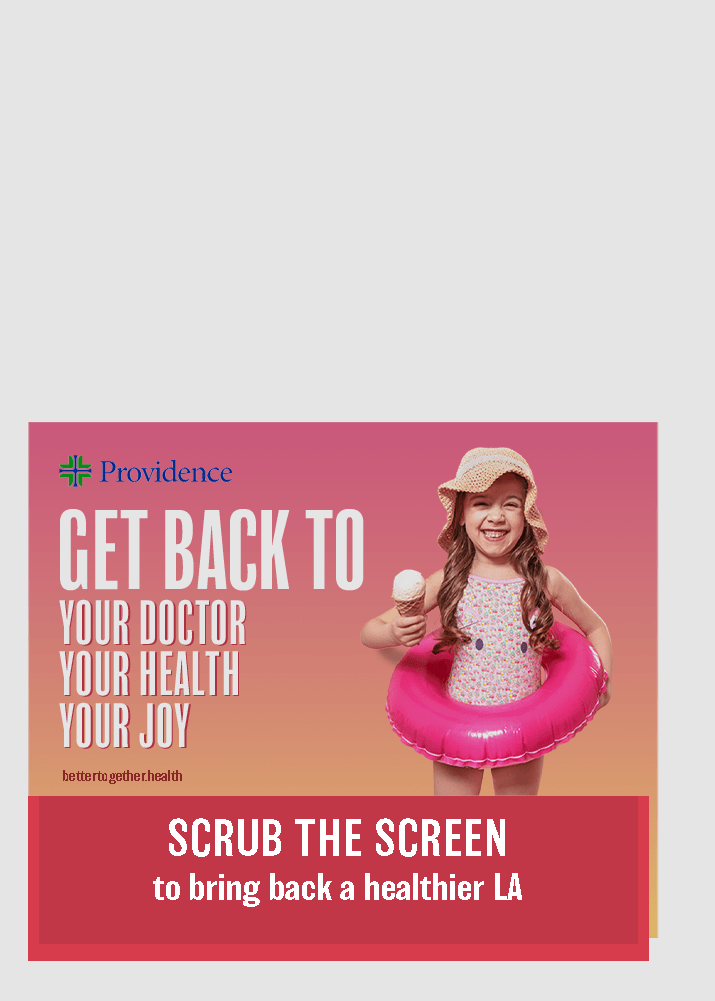 Providence
GET BACK TO
YOUR DOCTOR
YOUR HEALTH
YOUR JOY
bettertogether.health
SCRUB THE SCREEN
to bring back a healthier LA